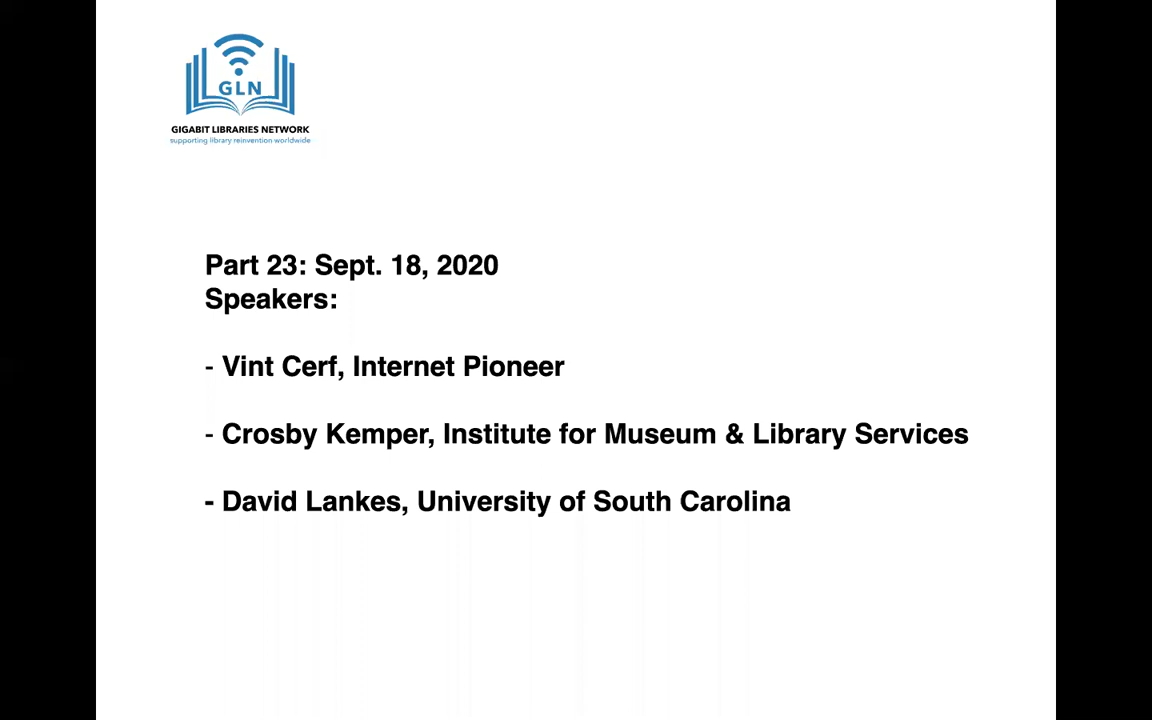 GLN
GIGABIT LIBRARIES NETWORK
supporting library reinvention worldwide
Part 23: Sept. 18, 2020
Speakers:
- Vint Cerf, Internet Pioneer
- Crosby Kemper, Institute for Museum & Library Services
- David Lankes, University of South Carolina